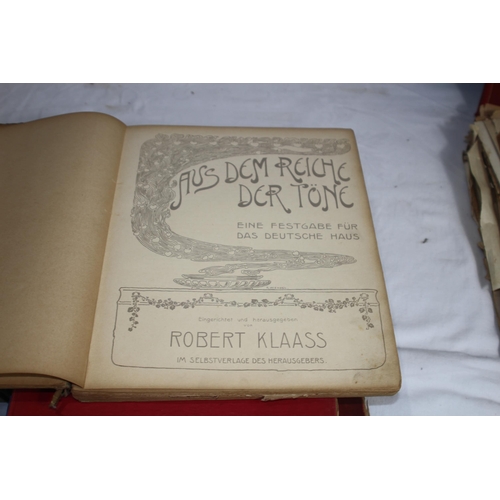 AUS DEM REICHE
DER TÖNE
EINE FESTGABE FÜR
DAS DEUTSCHE HAUS
Eingerichtet und herausgegeben
von
ROBERT KLAASS
IM SELBSTVERLAGE DES HERAUSGEBERS.